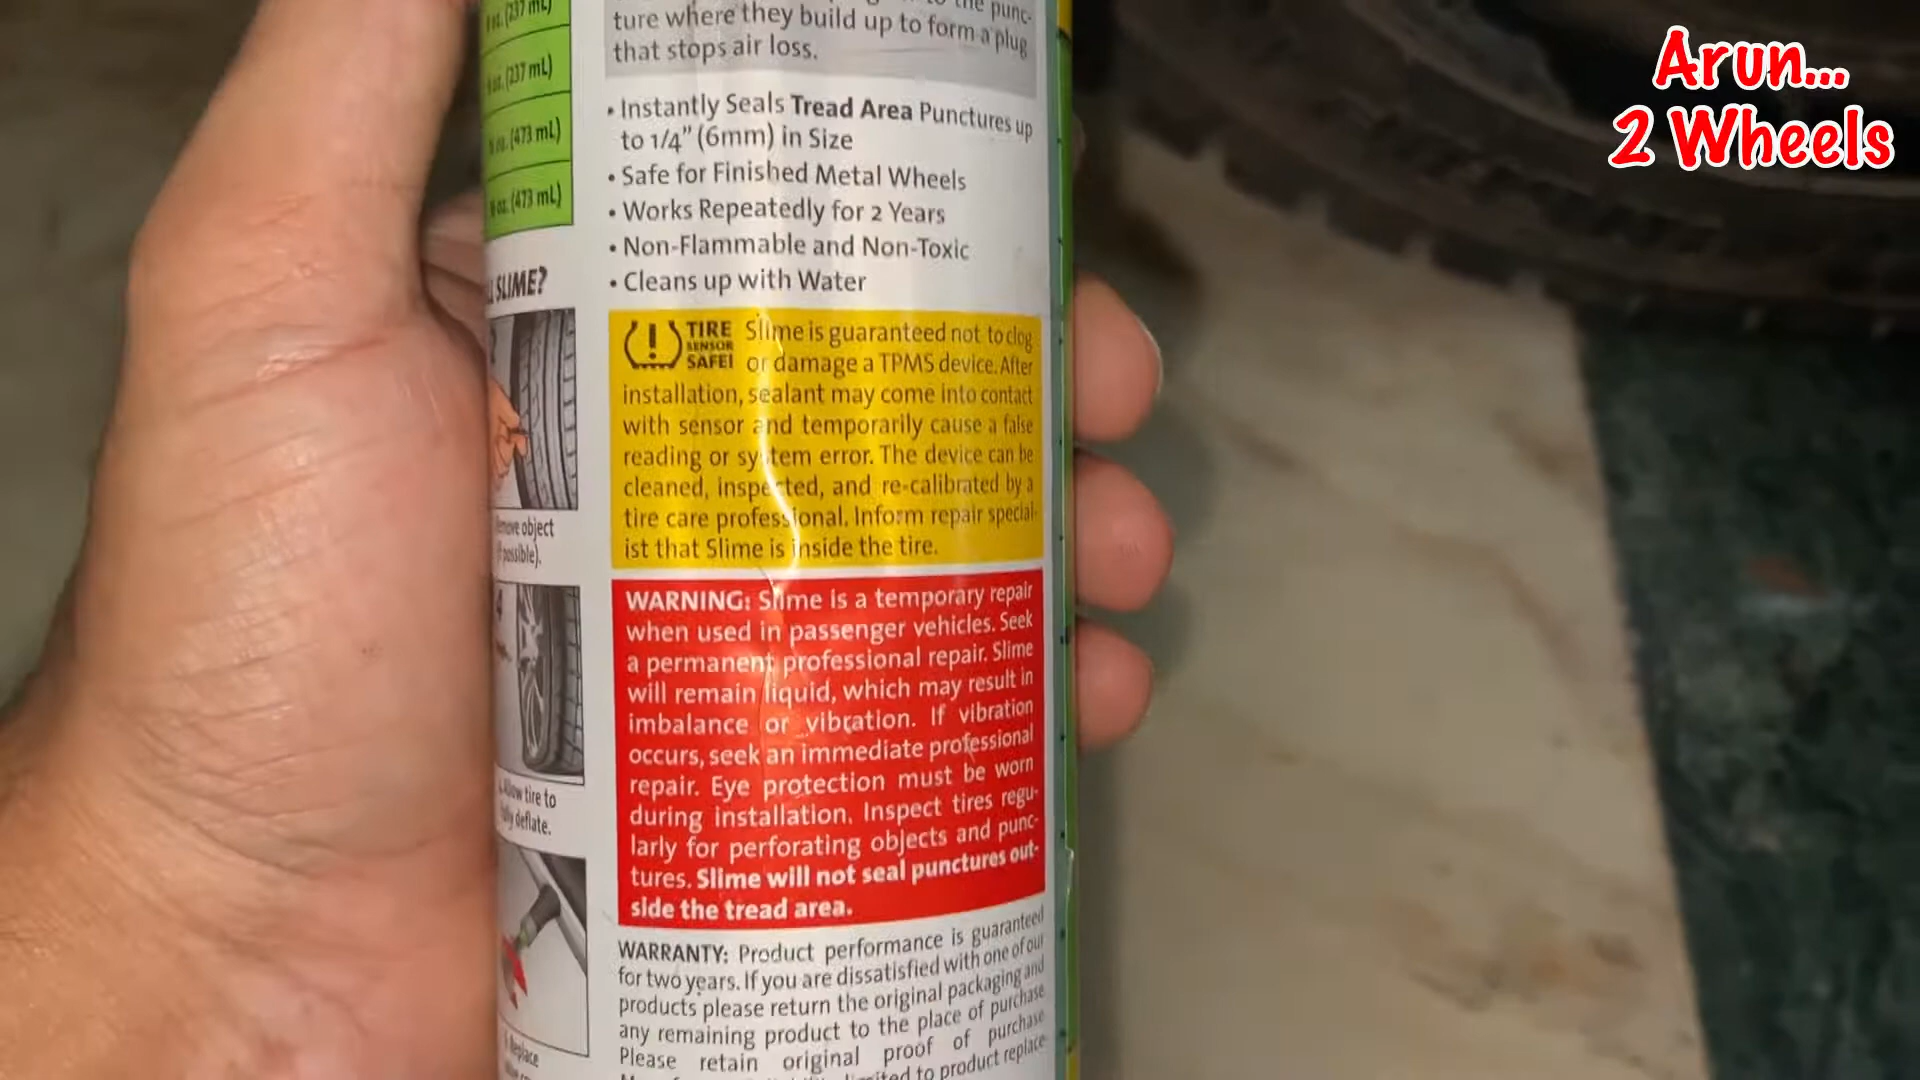 Arun...
2 Wheels
(237 mL)
oz. (237 mL)
oz. (473 mL)
oz. (473 mL)
SLIME?
object
possible).
4
Allow tire to
deflate.
Replace
to the punc-
ture where they build up to form a plug
that stops air loss.
• Instantly Seals Tread Area Punctures up
to 1/4" (6mm) in Size
• Safe for Finished Metal Wheels
• Works Repeatedly for 2 Years
• Non-Flammable and Non-Toxic
• Cleans up with Water
TIRE
SENSOR
SAFE!
Slime is guaranteed not to clog
or damage a TPMS device. After
installation, sealant may come into contact
with sensor and temporarily cause a false
reading or system error. The device can be
cleaned, inspected, and re-calibrated by a
tire care professional. Inform repair special-
ist that Slime is inside the tire.
WARNING: Slime is a temporary repair
when used in passenger vehicles. Seek
a permanent professional repair. Slime
will remain liquid, which may result in
imbalance or vibration. If vibration
occurs, seek an immediate professional
repair. Eye protection must be worn
during installation. Inspect tires regu-
larly for perforating objects and punc-
tures. Slime will not seal punctures out-
side the tread area.
WARRANTY: Product performance is guaranteed
for two years. If you are dissatisfied with one of our
products please return the original packaging and
any remaining product to the place of purchase
Please retain original proof of purchase
to product replace